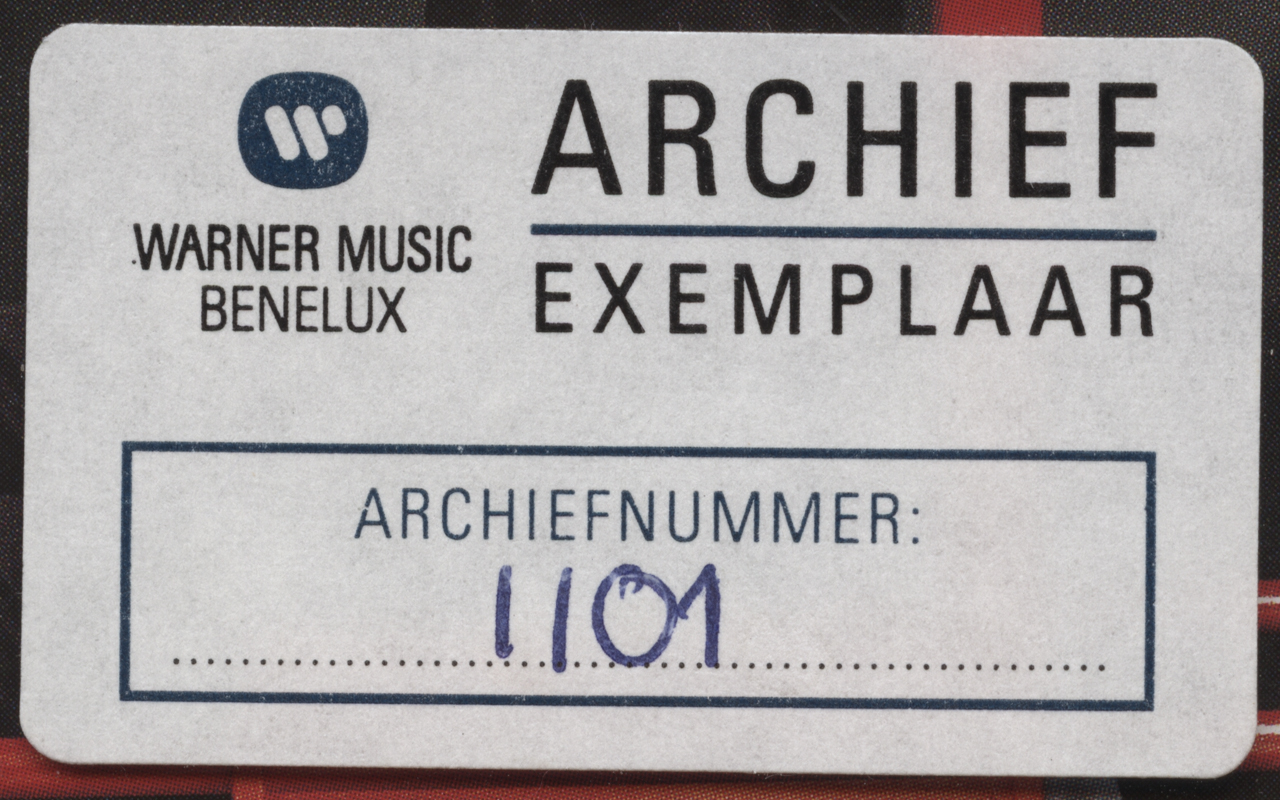 WARNER MUSIC
BENELUX
ARCHIEF
EXEMPLAAR
ARCHIEFNUMMER:
1101